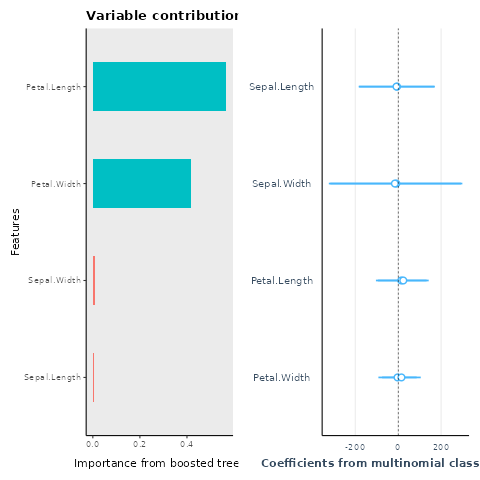 Variable contribution
Features
Petal.Length
Petal.Width
Sepal.Width
Sepal.Length
0.0 0.2 0.4
Importance from boosted tree
Sepal.Length
Sepal.Width
Petal.Length
Petal.Width
-200 0 200
Coefficients from multinomial class